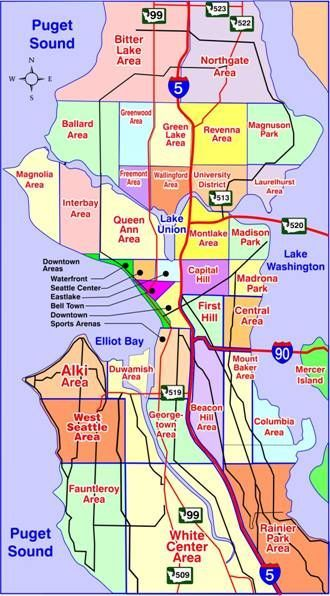 99
523
522
Puget
Sound
Bitter
Lake
Area
Northgate
Area
N
W
E
S
5
Ballard
Area
Greenwood
Area
Green
Lake
Area
Revenna
Area
Magnuson
Park
Magnolia
Area
Fremont
Area
Wallingford
Area
University
District
Laurelhurst
Area
513
Interbay
Area
Queen
Ann
Area
Lake
Union
Montlake
Area
Madison
Park
520
Lake
Washington
Downtown
Areas
Waterfront
Seattle Center
Eastlake
Bell Town
Downtown
Sports Arenas
Capital
Hill
Madrona
Park
First
Hill
Central
Area
Elliot Bay
90
Alki
Area
Duwamish
Area
Mount
Baker
Area
Mercer
Island
519
West
Seattle
Area
George-
town
Area
Beacon
Hill
Area
Columbia
Area
Fauntleroy
Area
99
Puget
Sound
White
Center
Area
Rainier
Park
Area
509
5